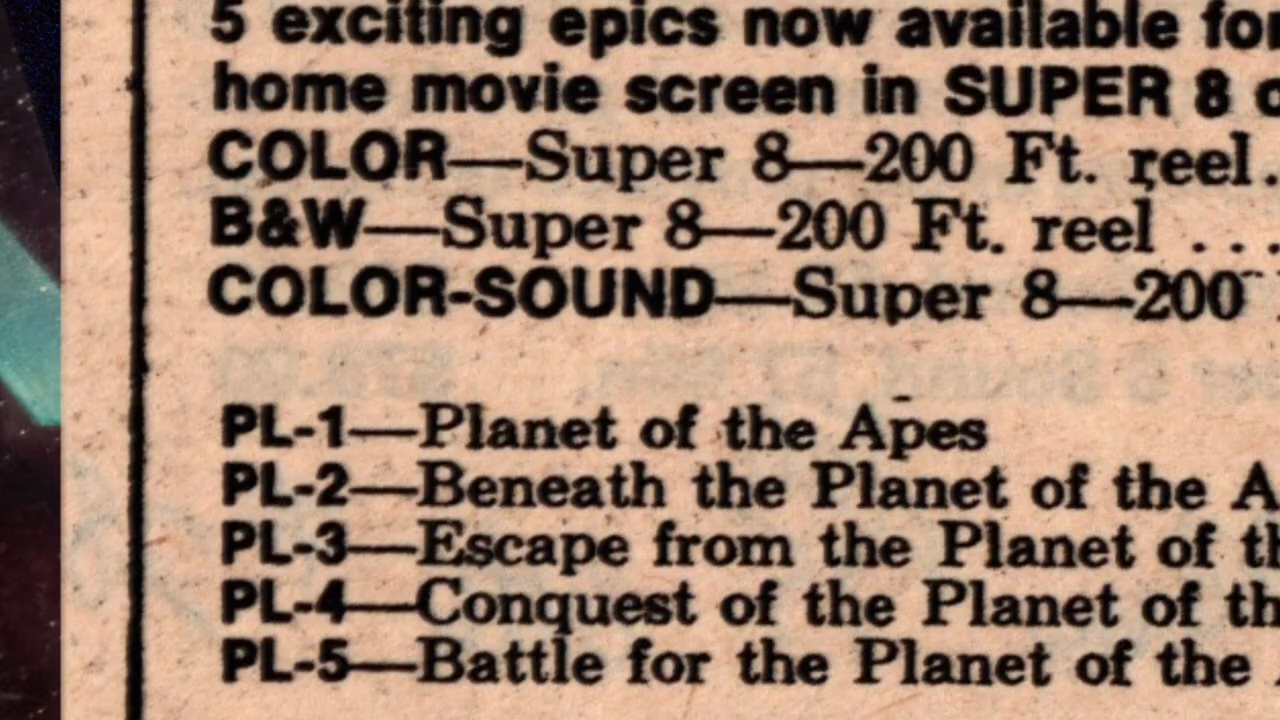 5 exciting epics now available for
home movie screen in SUPER 8
COLOR—Super 8—200 Ft. reel.
B&W—Super 8—200 Ft. reel . . .
COLOR-SOUND—Super 8—200
PL-1—Planet of the Apes
PL-2—Beneath the Planet of the
PL-3—Escape from the Planet of
PL-4—Conquest of the Planet of
PL-5—Battle for the Planet of the